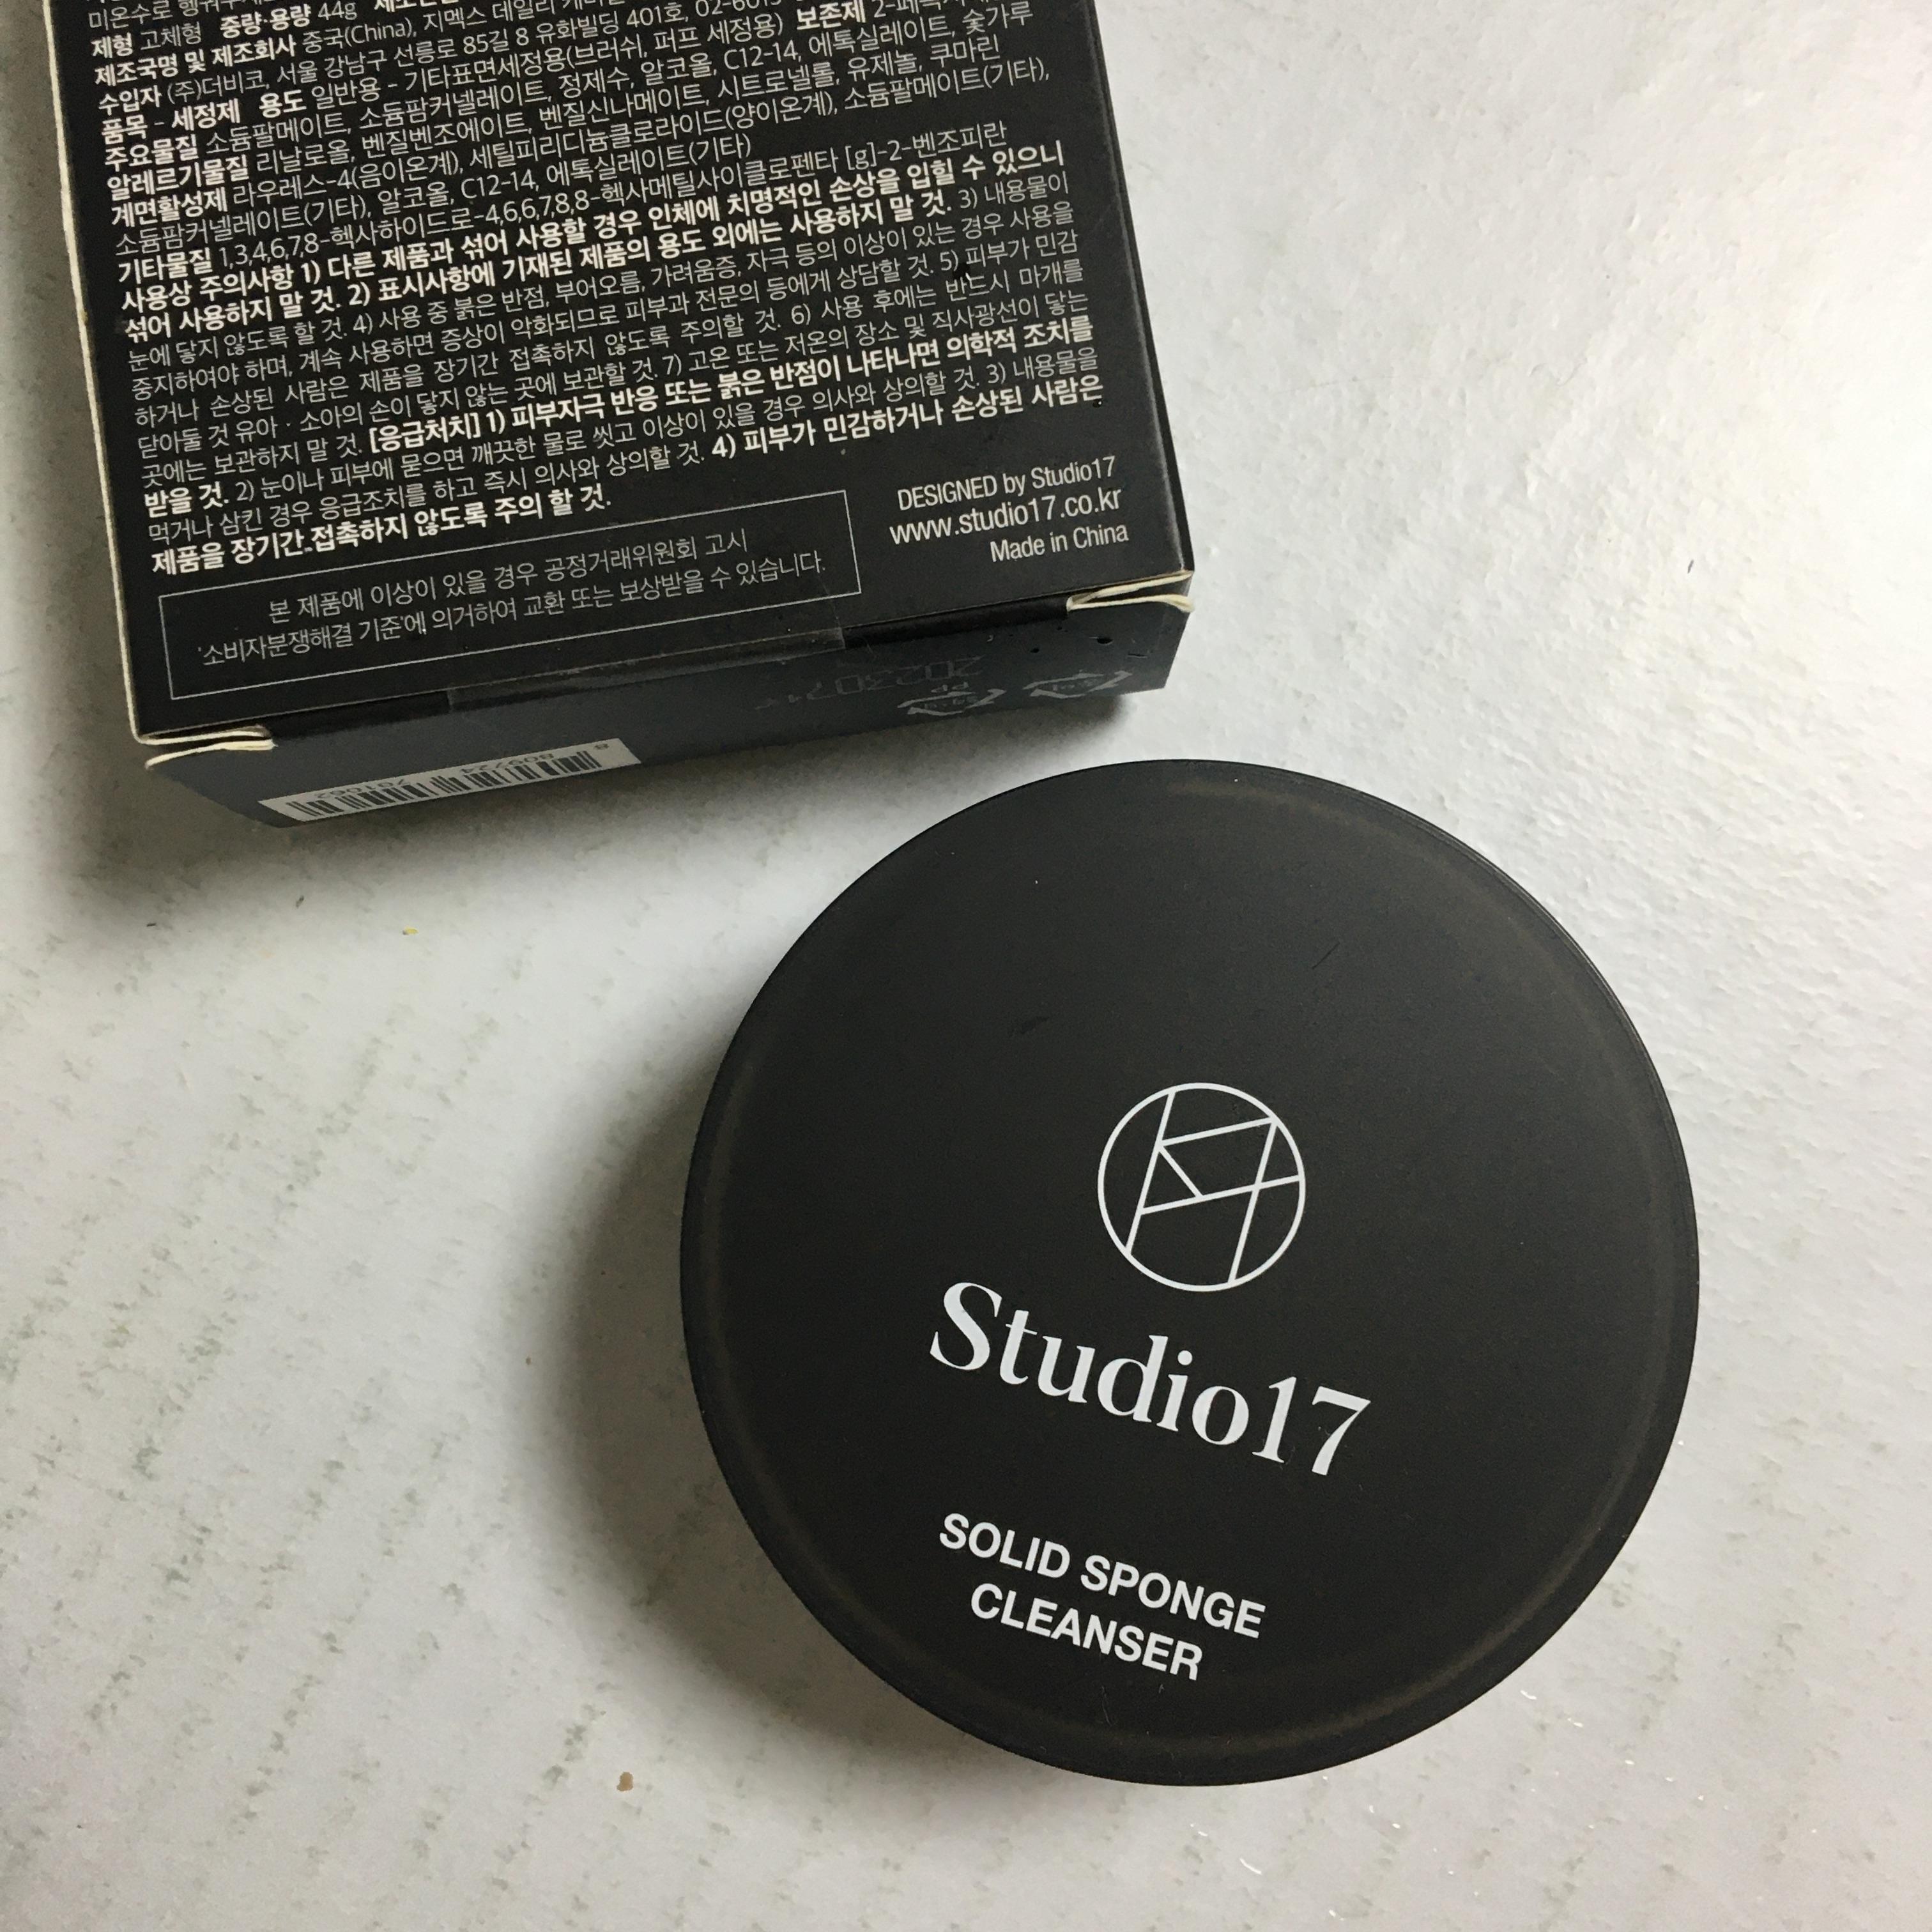 미온수로
제형 고체형 중량·용량 44g
제조국명 및 제조회사 중국(China), 지멕스 데일리
수입자 (주)더비코, 서울 강남구 선릉로 85길 8 유화빌딩 401호,
품목 - 세정제 용도 일반용 - 기타표면세정용(브러쉬, 퍼프 세정용) 보존제
주요물질 소듐팔메이트, 소듐팜커넬레이트, 정제수, 알코올, C12-14, 에톡실레이트, 숯가루
알레르기물질 리날로올, 벤질벤조에이트, 벤질신나메이트, 시트로넬롤, 유제놀, 쿠마린
계면활성제 라우레스-4(음이온계), 세틸피리디늄클로라이드(양이온계), 소듐팔메이트(기타),
소듐팜커넬레이트(기타), 알코올, C12-14, 에톡실레이트(기타)
기타물질 1,3,4,6,7,8-헥사하이드로-4,6,6,7,8,8-헥사메틸사이클로펜타 [g]-2-벤조피란
사용상 주의사항 1) 다른 제품과 섞어 사용할 경우 인체에 치명적인 손상을 입힐 수 있으니
섞어 사용하지 말 것. 2) 표시사항에 기재된 제품의 용도 외에는 사용하지 말 것. 3) 내용물이
눈에 닿지 않도록 할 것. 4) 사용 중 붉은 반점, 부어오름, 가려움증, 자극 등의 이상이 있는 경우 사용을
중지하여야 하며, 계속 사용하면 증상이 악화되므로 피부과 전문의 등에게 상담할 것. 5) 피부가 민감
하거나 손상된 사람은 제품을 장기간 접촉하지 않도록 주의할 것. 6) 사용 후에는 반드시 마개를
닫아둘 것 유아·소아의 손이 닿지 않는 곳에 보관할 것. 7) 고온 또는 저온의 장소 및 직사광선이 닿는
곳에는 보관하지 말 것. [응급처치] 1) 피부자극 반응 또는 붉은 반점이 나타나면 의학적 조치를
받을 것. 2) 눈이나 피부에 묻으면 깨끗한 물로 씻고 이상이 있을 경우 의사와 상의할 것. 3) 내용물을
먹거나 삼킨 경우 응급조치를 하고 즉시 의사와 상의할 것. 4) 피부가 민감하거나 손상된 사람은
제품을 장기간 접촉하지 않도록 주의 할 것.
본 제품에 이상이 있을 경우 공정거래위원회 고시
'소비자분쟁해결 기준'에 의거하여 교환 또는 보상받을 수 있습니다.
DESIGNED by Studio17
www.studio17.co.kr
Made in China
Studio17
SOLID SPONGE
CLEANSER